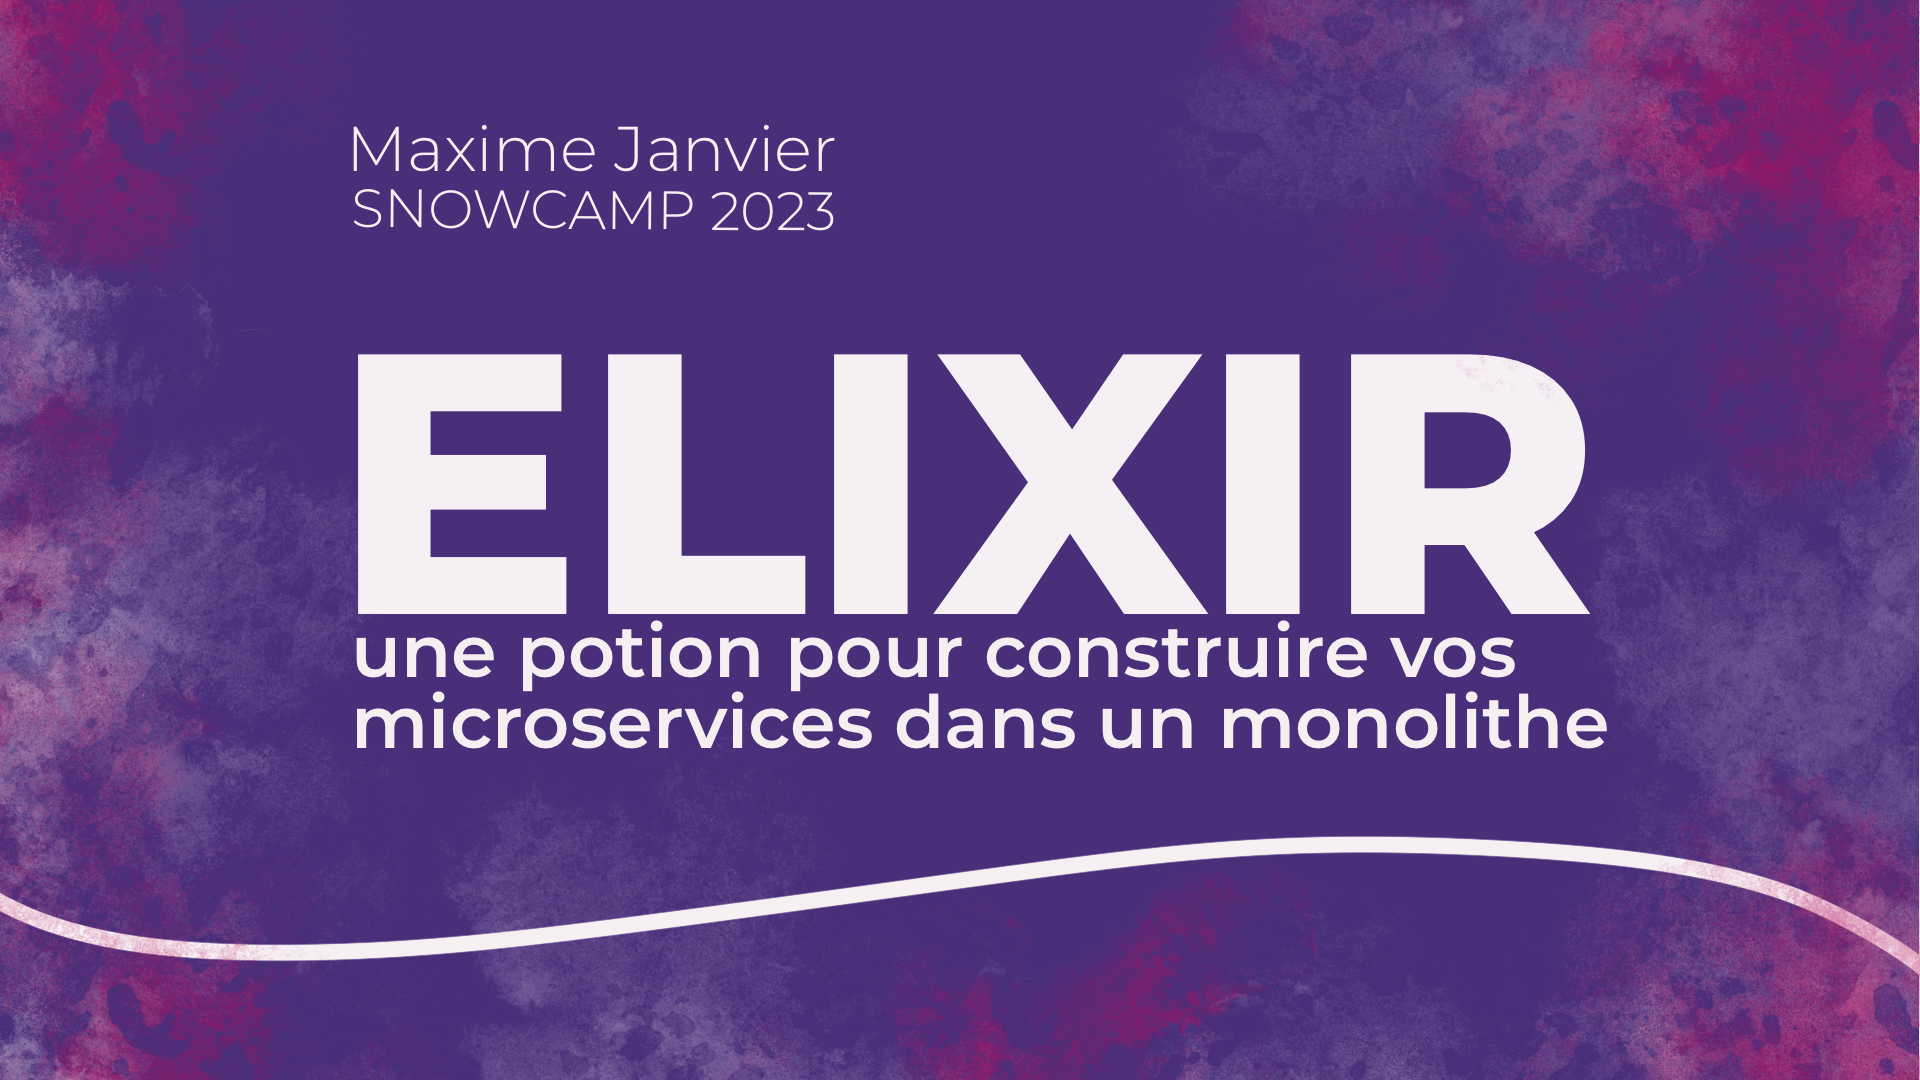 Maxime Janvier
SNOWCAMP 2023
ELIXIR
une potion pour construire vos
microservices dans un monolithe